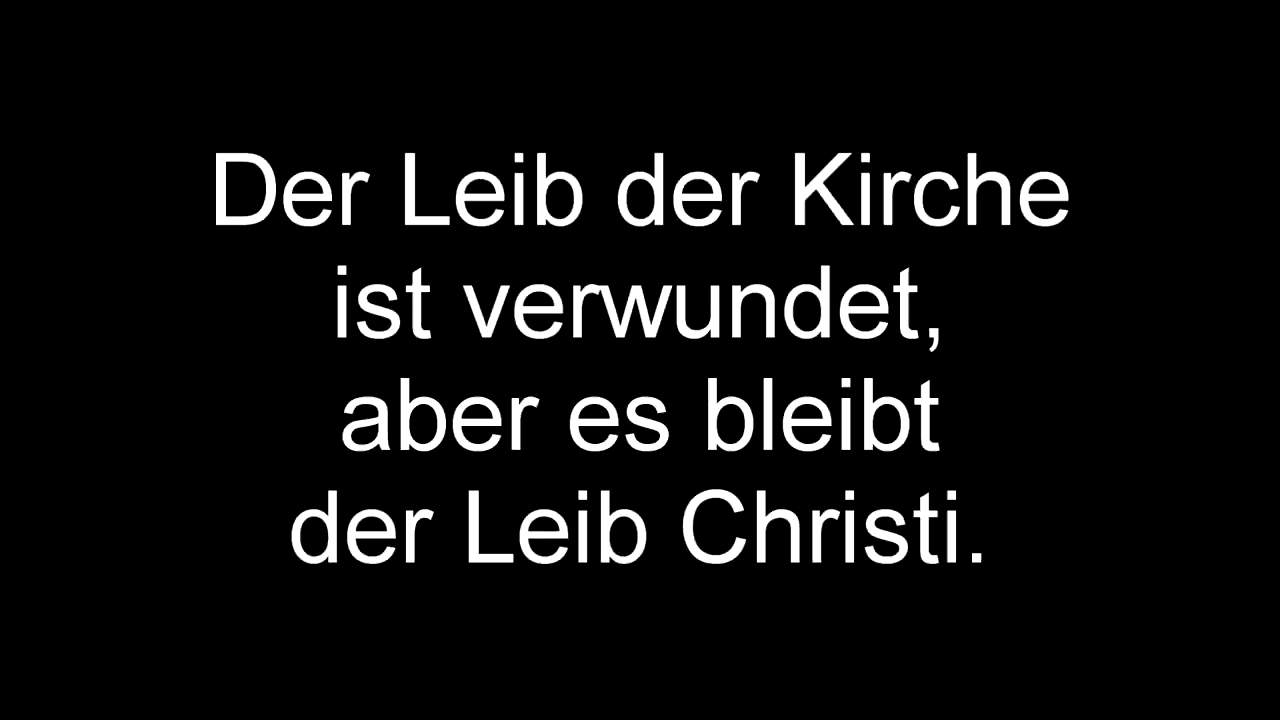 Der Leib der Kirche
ist verwundet,
aber es bleibt
der Leib Christi.